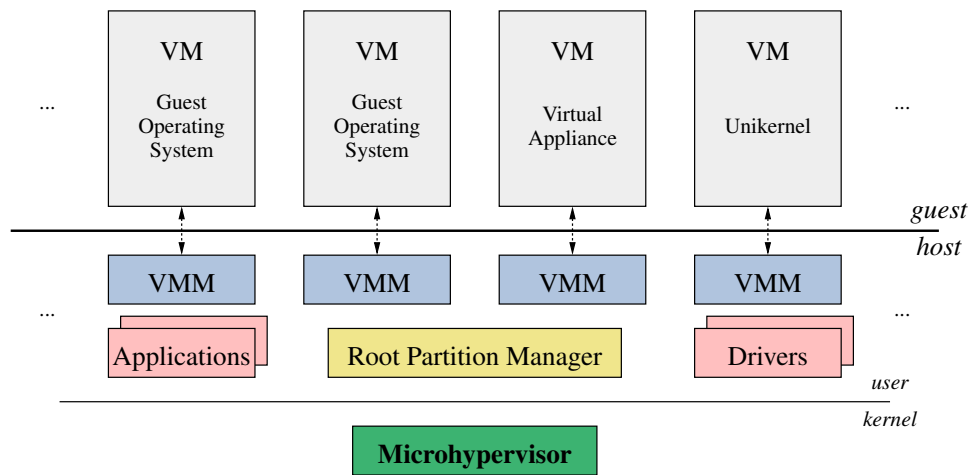 VM
Guest
Operating
System
VM
Guest
Operating
System
VM
Virtual
Appliance
VM
Unikernel
...
...
guest
host
VMM
VMM
VMM
VMM
...
...
Applications
Root Partition Manager
Drivers
user
kernel
Microhypervisor